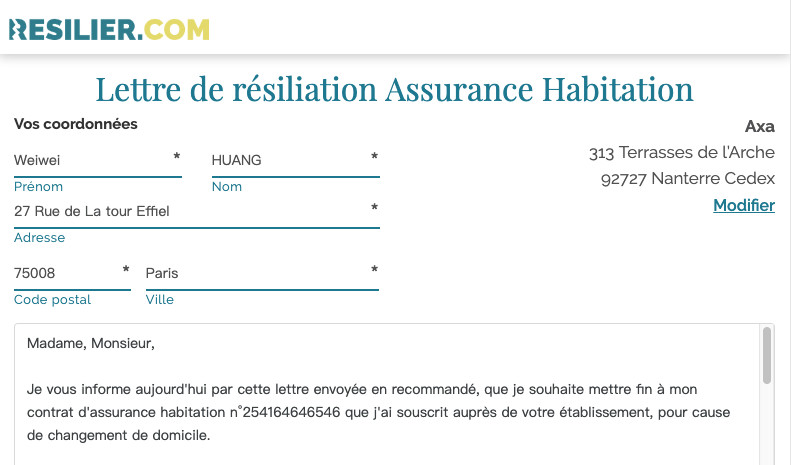 RESILIER.COM
Lettre de résiliation Assurance Habitation
Vos coordonnées
Axa
Weiwei * HUANG *
313 Terrasses de l'Arche
Prénom Nom
92727 Nanterre Cedex
27 Rue de La tour Effiel *
Modifier
Adresse
75008 * Paris *
Code postal Ville
Madame, Monsieur,
Je vous informe aujourd'hui par cette lettre envoyée en recommandé, que je souhaite mettre fin à mon
contrat d'assurance habitation n°254164646546 que j'ai souscrit auprès de votre établissement, pour cause
de changement de domicile.